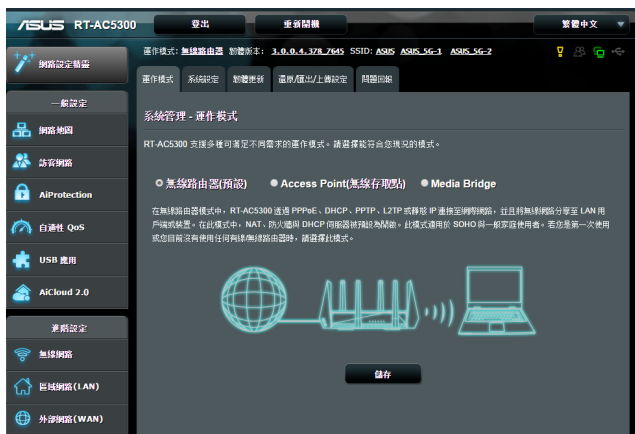 ASUS RT-AC5300 登出 重新開機 繁體中文
運作模式: 無線路由器 韌體版本: 3.0.0.4.378_7645 SSID: ASUS ASUS_5G-1 ASUS_5G-2
網路設定精靈
運作模式 系統設定 韌體更新 還原/匯出/上傳設定 問題回報
一般設定
網路地圖
訪客網路
AiProtection
自適性 QoS
USB 應用
AiCloud 2.0
進階設定
無線網路
區域網路(LAN)
外部網路(WAN)
系統管理 - 運作模式
RT-AC5300 支援多種可滿足不同需求的運作模式。請選擇能符合您現況的模式。
無線路由器(預設) Access Point(無線存取點) Media Bridge
在無線路由器模式中，RT-AC5300 透過 PPPoE、DHCP、PPTP、L2TP 或靜態 IP 連接至網際網路，並且將無線網路分享至 LAN 用
戶端或裝置。在此模式中，NAT、防火牆與 DHCP 伺服器被預設為開啟。此模式適用於 SOHO 與一般家庭使用者。若您是第一次使用
或您目前沒有使用任何有線/無線路由器時，請選擇此模式。
儲存